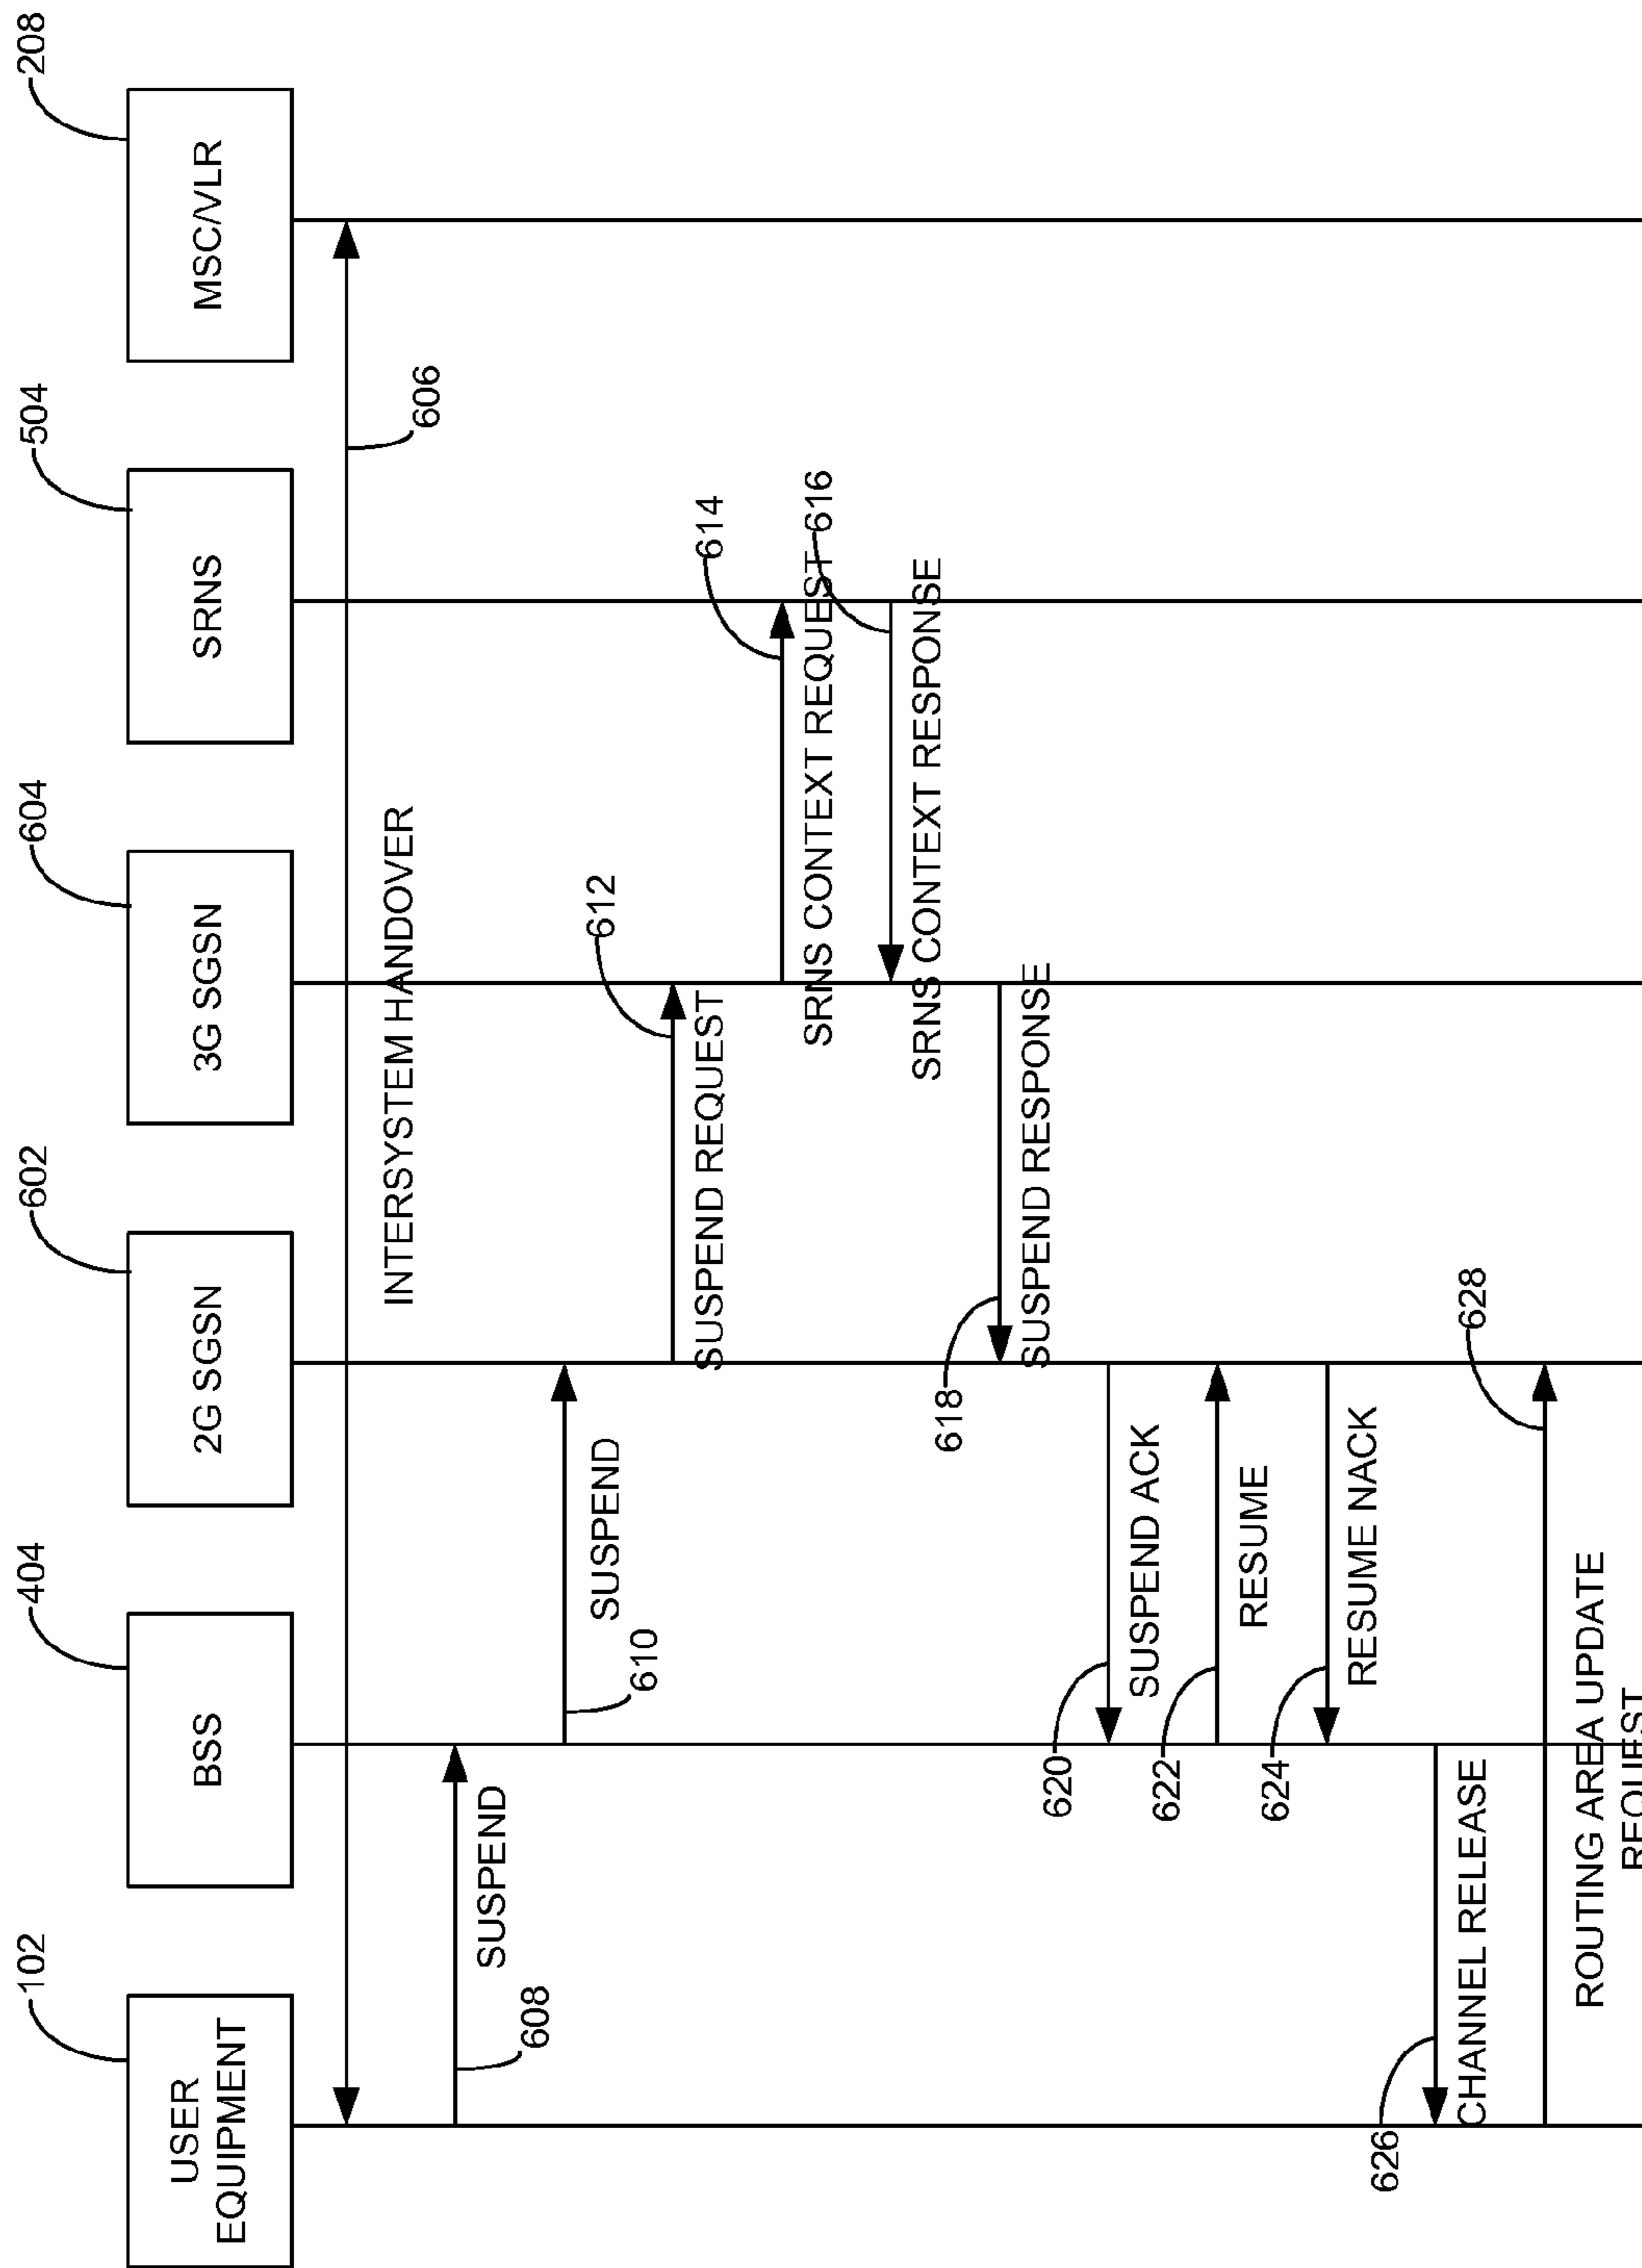 102
404
602
604
504
208
USER
EQUIPMENT
BSS
2G SGSN
3G SGSN
SRNS
MSC/VLR
606
INTERSYSTEM HANDOVER
SUSPEND
608
SUSPEND
610
612
SUSPEND REQUEST
614
SRNS CONTEXT REQUEST
616
SRNS CONTEXT RESPONSE
618
SUSPEND RESPONSE
620
SUSPEND ACK
622
RESUME
624
RESUME NACK
626
CHANNEL RELEASE
628
ROUTING AREA UPDATE
REQUEST